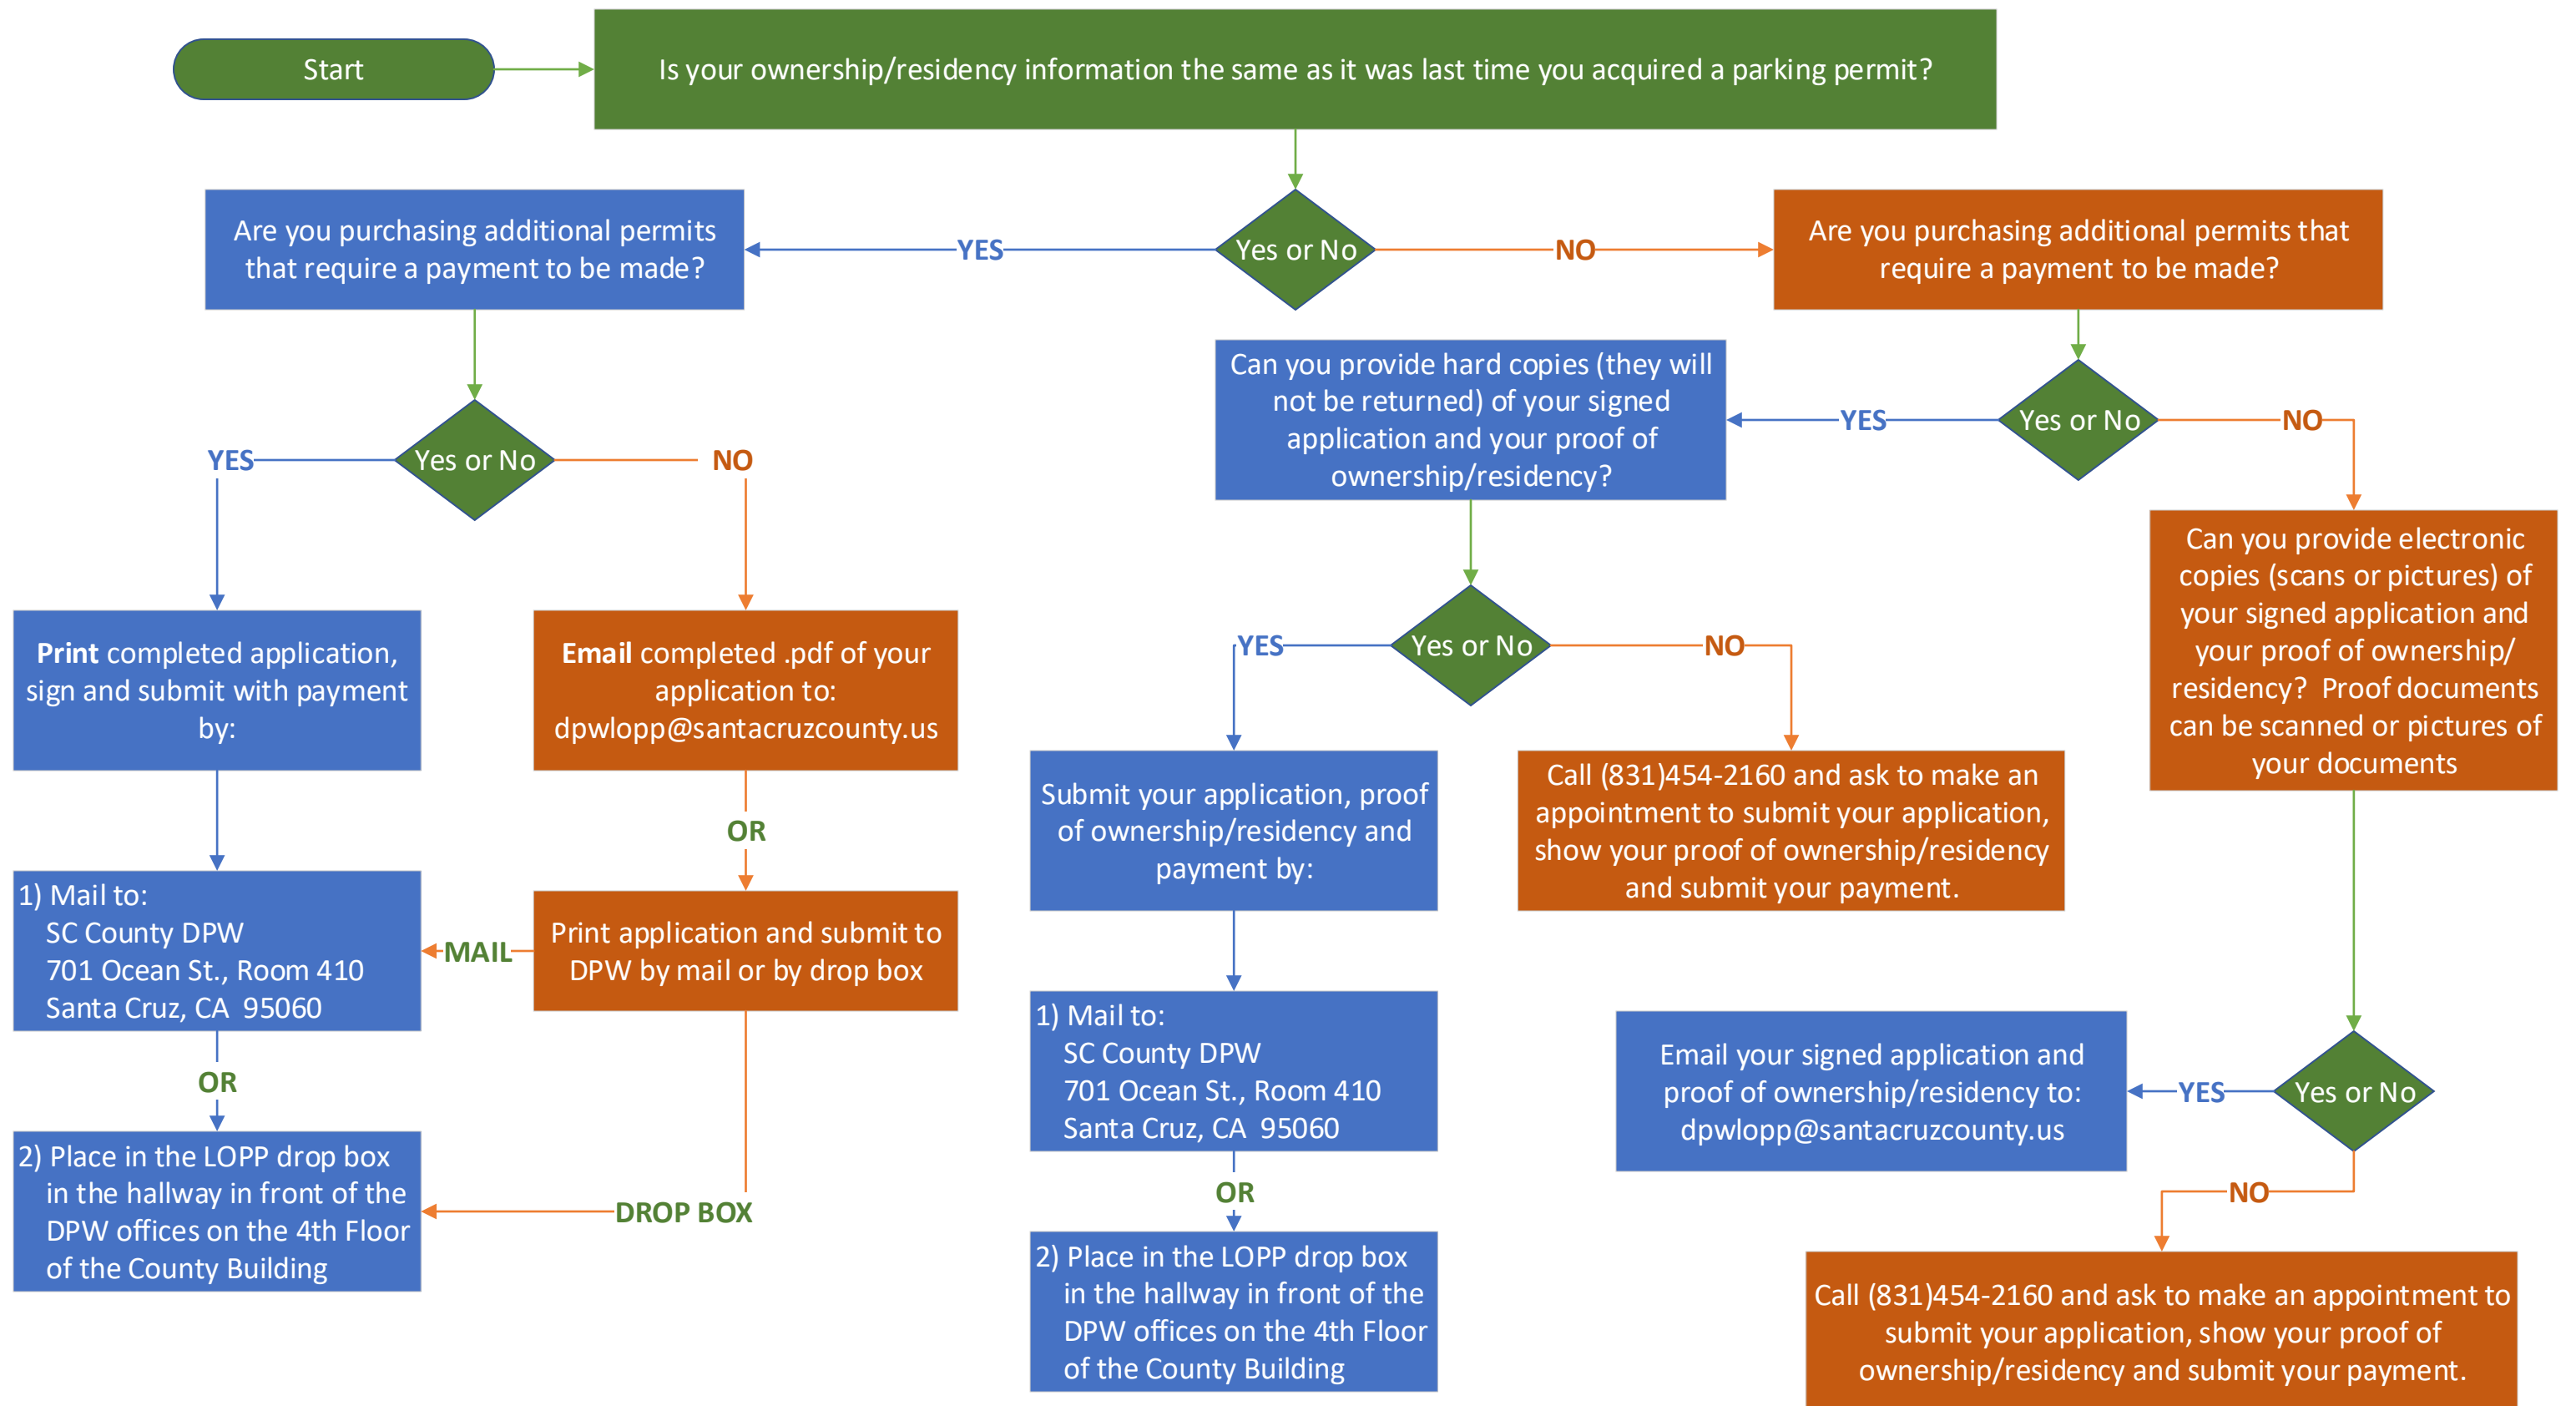 Start
Is your ownership/residency information the same as it was last time you acquired a parking permit?
Are you purchasing additional permits
that require a payment to be made?
YES
Yes or No
NO
Are you purchasing additional permits that
require a payment to be made?
YES
Yes or No
NO
Print completed application,
sign and submit with payment
by:
Email completed .pdf of your
application to:
dpwlopp@santacruzcounty.us
OR
1) Mail to:
SC County DPW
701 Ocean St., Room 410
Santa Cruz, CA 95060
MAIL
Print application and submit to
DPW by mail or by drop box
OR
2) Place in the LOPP drop box
in the hallway in front of the
DPW offices on the 4th Floor
of the County Building
DROP BOX
Can you provide hard copies (they will
not be returned) of your signed
application and your proof of
ownership/residency?
YES
Yes or No
NO
YES
Yes or No
NO
Submit your application, proof
of ownership/residency and
payment by:
Call (831)454-2160 and ask to make an
appointment to submit your application,
show your proof of ownership/residency
and submit your payment.
1) Mail to:
SC County DPW
701 Ocean St., Room 410
Santa Cruz, CA 95060
OR
2) Place in the LOPP drop box
in the hallway in front of the
DPW offices on the 4th Floor
of the County Building
Can you provide electronic
copies (scans or pictures) of
your signed application and
your proof of ownership/
residency? Proof documents
can be scanned or pictures of
your documents
Email your signed application and
proof of ownership/residency to:
dpwlopp@santacruzcounty.us
YES
Yes or No
NO
Call (831)454-2160 and ask to make an appointment to
submit your application, show your proof of
ownership/residency and submit your payment.